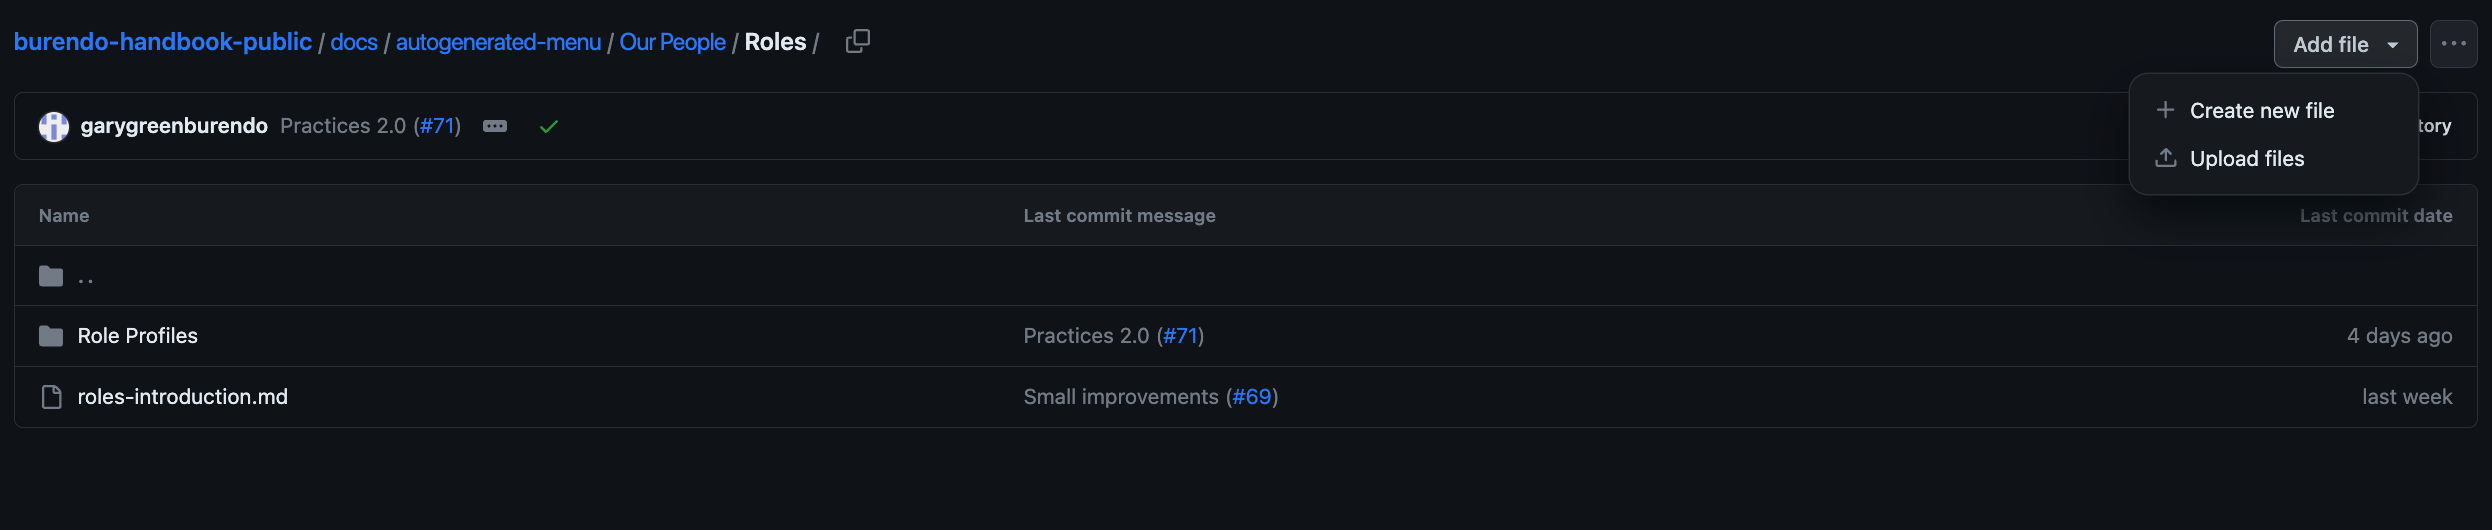 burendo-handbook-public / docs / autogenerated-menu / Our People / Roles /
Add file
Create new file
Upload files
garygreenburendo Practices 2.0 (#71)
tory
Name Last commit message Last commit date
..
Role Profiles Practices 2.0 (#71) 4 days ago
roles-introduction.md Small improvements (#69) last week